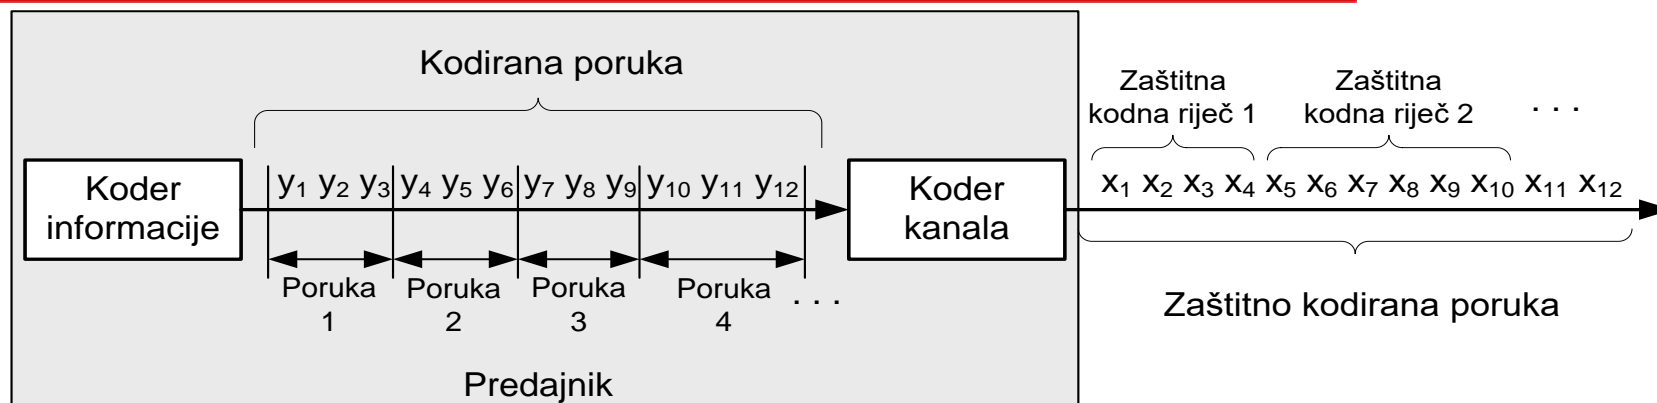 Kodirana poruka
Zaštitna
kodna riječ 1
Zaštitna
kodna riječ 2
. . .
Koder
informacije
y₁ y₂ y₃ y₄ y₅ y₆ y₇ y₈ y₉ y₁₀ y₁₁ y₁₂
Koder
kanala
x₁ x₂ x₃ x₄ x₅ x₆ x₇ x₈ x₉ x₁₀ x₁₁ x₁₂
Poruka
1
Poruka
2
Poruka
3
Poruka
4
. . .
Zaštitno kodirana poruka
Predajnik